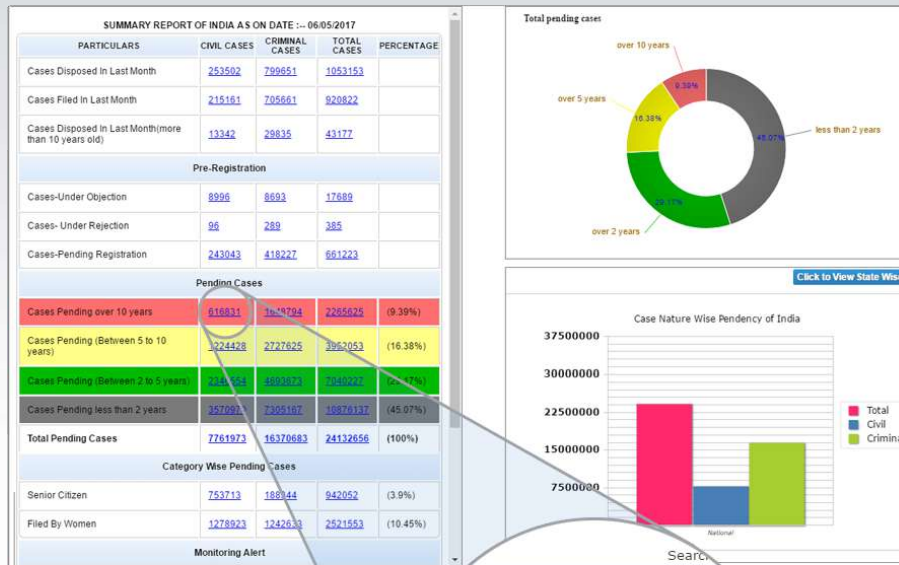 SUMMARY REPORT OF INDIA AS ON DATE :-- 06/05/2017
PARTICULARS CIVIL CASES CRIMINAL CASES TOTAL CASES PERCENTAGE
Cases Disposed In Last Month 253502 799651 1053153
Cases Filed In Last Month 215161 705661 920822
Cases Disposed In Last Month(more than 10 years old) 13342 29835 43177
Pre-Registration
Cases-Under Objection 8996 8693 17689
Cases- Under Rejection 96 289 385
Cases-Pending Registration 243043 418227 661223
Pending Cases
Cases Pending over 10 years 616831 2265625 (9.39%)
Cases Pending (Between 5 to 10 years) 1224428 2727625 3952053 (16.38%)
Cases Pending (Between 2 to 5 years) 4693673 7040227
Cases Pending less than 2 years 7305167 10876137 (45.07%)
Total Pending Cases 7761973 16370683 24132656 (100%)
Category Wise Pending Cases
Senior Citizen 753713 942052 (3.9%)
Filed By Women 1278923 2521553 (10.45%)
Monitoring Alert
Total pending cases
over 10 years
9.39%
over 5 years
16.38%
less than 2 years
45.07%
29.17%
over 2 years
Click to View State Wise
Case Nature Wise Pendency of India
37500000
30000000
22500000
15000000
7500000
National
Total
Civil
Crimina
Searc